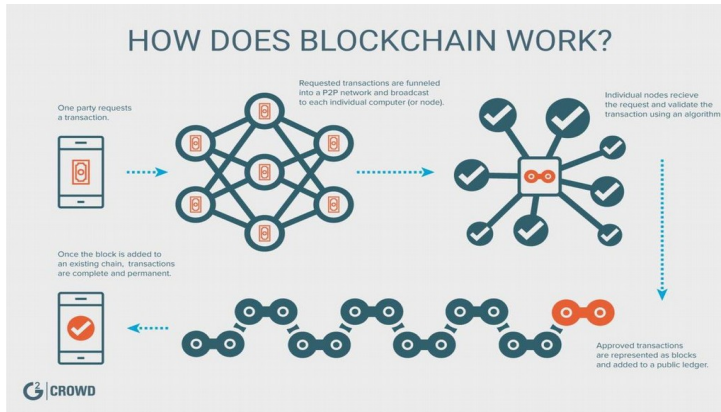 HOW DOES BLOCKCHAIN WORK?
One party requests
a transaction.
Requested transactions are funneled
into a P2P network and broadcast
to each individual computer (or node).
Individual nodes recieve
the request and validate the
transaction using an algorithm
Approved transactions
are represented as blocks
and added to a public ledger.
Once the block is added to
an existing chain, transactions
are complete and permanent.
G2 CROWD